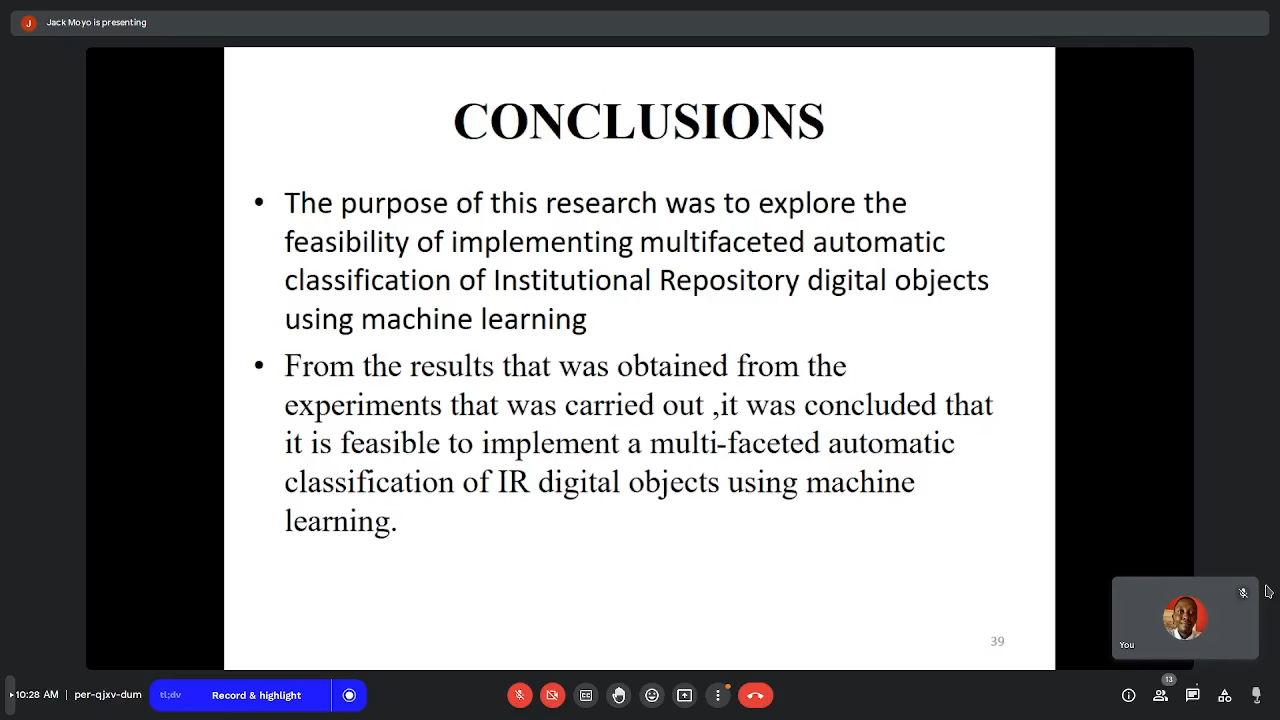 J Jack Moyo is presenting
CONCLUSIONS
• The purpose of this research was to explore the
feasibility of implementing multifaceted automatic
classification of Institutional Repository digital objects
using machine learning
• From the results that was obtained from the
experiments that was carried out ,it was concluded that
it is feasible to implement a multi-faceted automatic
classification of IR digital objects using machine
learning.
39
You
10:28 AM | per-qjxv-dum
tl;dv Record & highlight
13